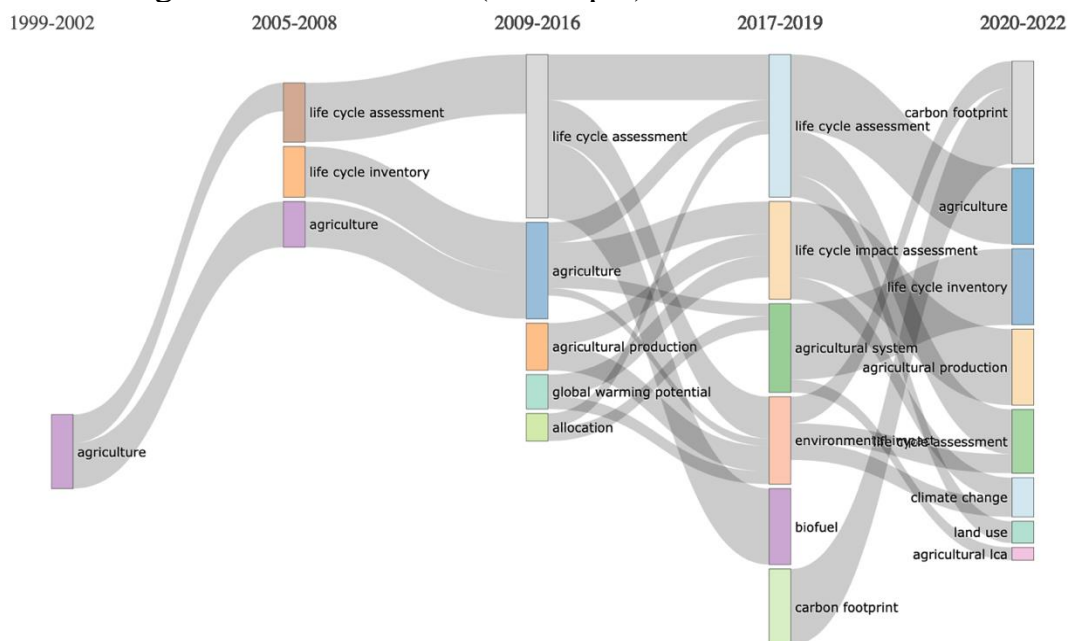 1999-2002
2005-2008
2009-2016
2017-2019
2020-2022
agriculture
life cycle assessment
life cycle inventory
agriculture
life cycle assessment
agriculture
agricultural production
global warming potential
allocation
life cycle assessment
life cycle impact assessment
agricultural system
environmental impact
biofuel
carbon footprint
carbon footprint
agriculture
life cycle inventory
agricultural production
life cycle assessment
climate change
land use
agricultural lca